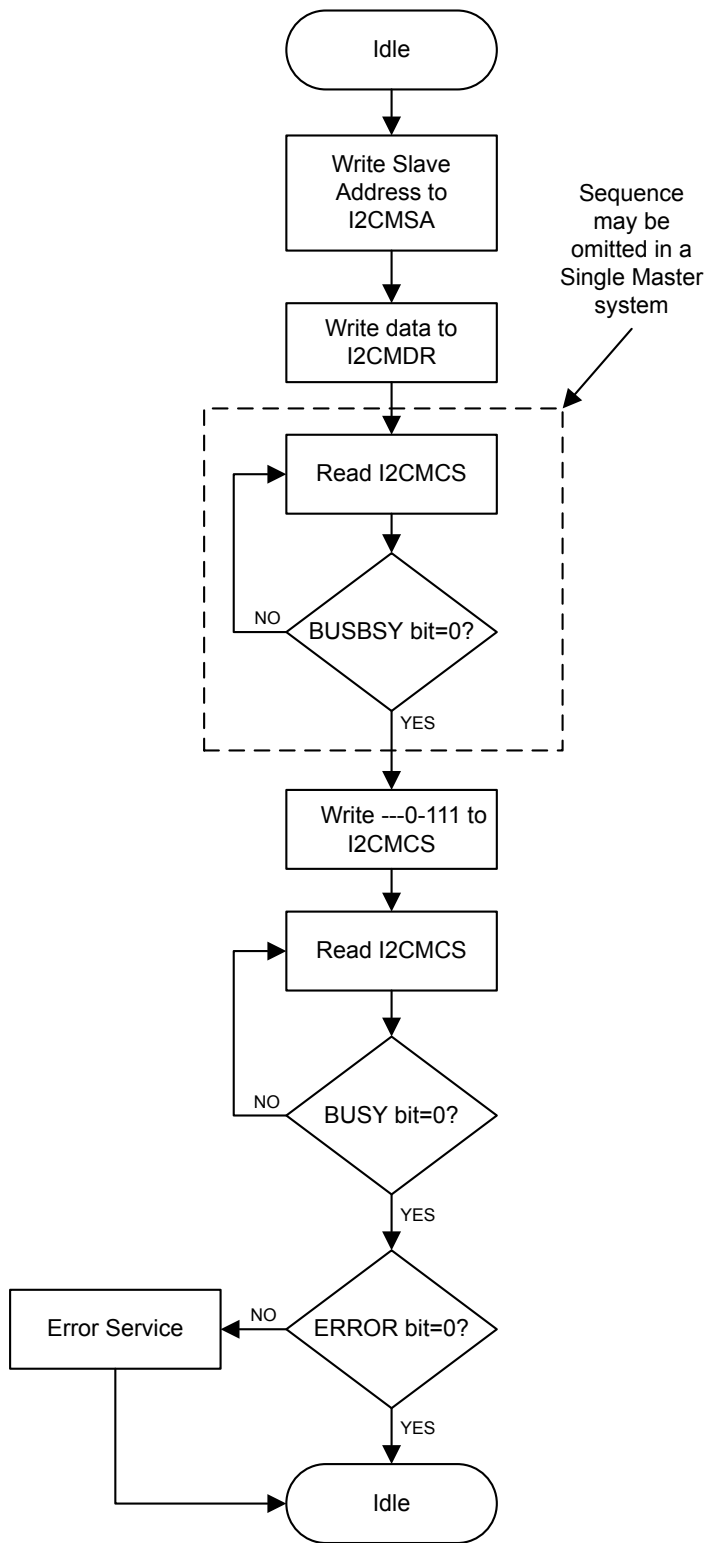 Idle
Write Slave
Address to
I2CMSA
Sequence
may be
omitted in a
Single Master
system
Write data to
I2CMDR
Read I2CMCS
NO
BUSBSY bit=0?
YES
Write ---0-111 to
I2CMCS
Read I2CMCS
NO
BUSY bit=0?
YES
Error Service
NO
ERROR bit=0?
YES
Idle